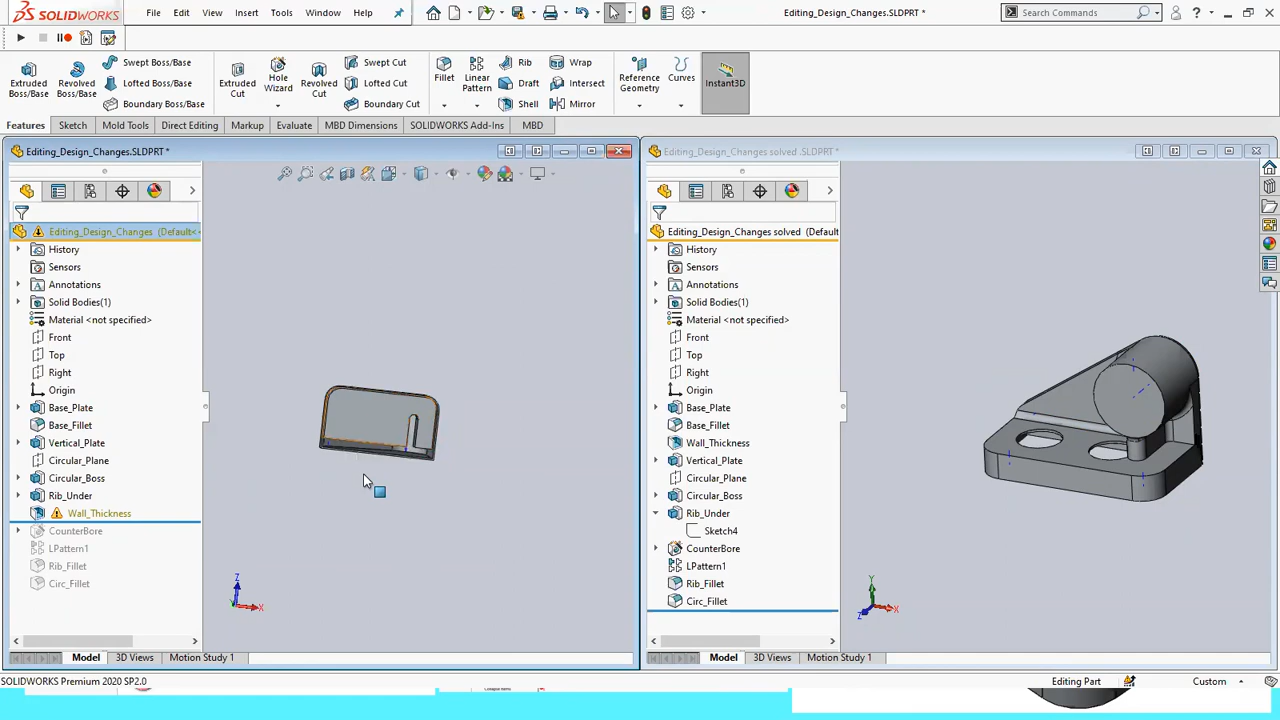 SOLIDWORKS File Edit View Insert Tools Window Help Editing_Design_Changes.SLDPRT * Search Commands ?
Swept Boss/Base Swept Cut Rib Wrap
Extruded Boss/Base Revolved Boss/Base Lofted Boss/Base Extruded Cut Hole Wizard Revolved Cut Lofted Cut Fillet Linear Pattern Draft Intersect Reference Geometry Curves Instant3D
Boundary Boss/Base Boundary Cut Shell Mirror
Features Sketch Mold Tools Direct Editing Markup Evaluate MBD Dimensions SOLIDWORKS Add-Ins MBD
Editing_Design_Changes.SLDPRT *
Editing_Design_Changes (Default<
History
Sensors
Annotations
Solid Bodies(1)
Material <not specified>
Front
Top
Right
Origin
Base_Plate
Base_Fillet
Vertical_Plate
Circular_Plane
Circular_Boss
Rib_Under
Wall_Thickness
CounterBore
LPattern1
Rib_Fillet
Circ_Fillet
Z
Y
X
Model 3D Views Motion Study 1
Editing_Design_Changes solved .SLDPRT *
Editing_Design_Changes solved (Default
History
Sensors
Annotations
Solid Bodies(1)
Material <not specified>
Front
Top
Right
Origin
Base_Plate
Base_Fillet
Wall_Thickness
Vertical_Plate
Circular_Plane
Circular_Boss
Rib_Under
Sketch4
CounterBore
LPattern1
Rib_Fillet
Circ_Fillet
Y
X
Z
Model 3D Views Motion Study 1
SOLIDWORKS Premium 2020 SP2.0 Editing Part Custom